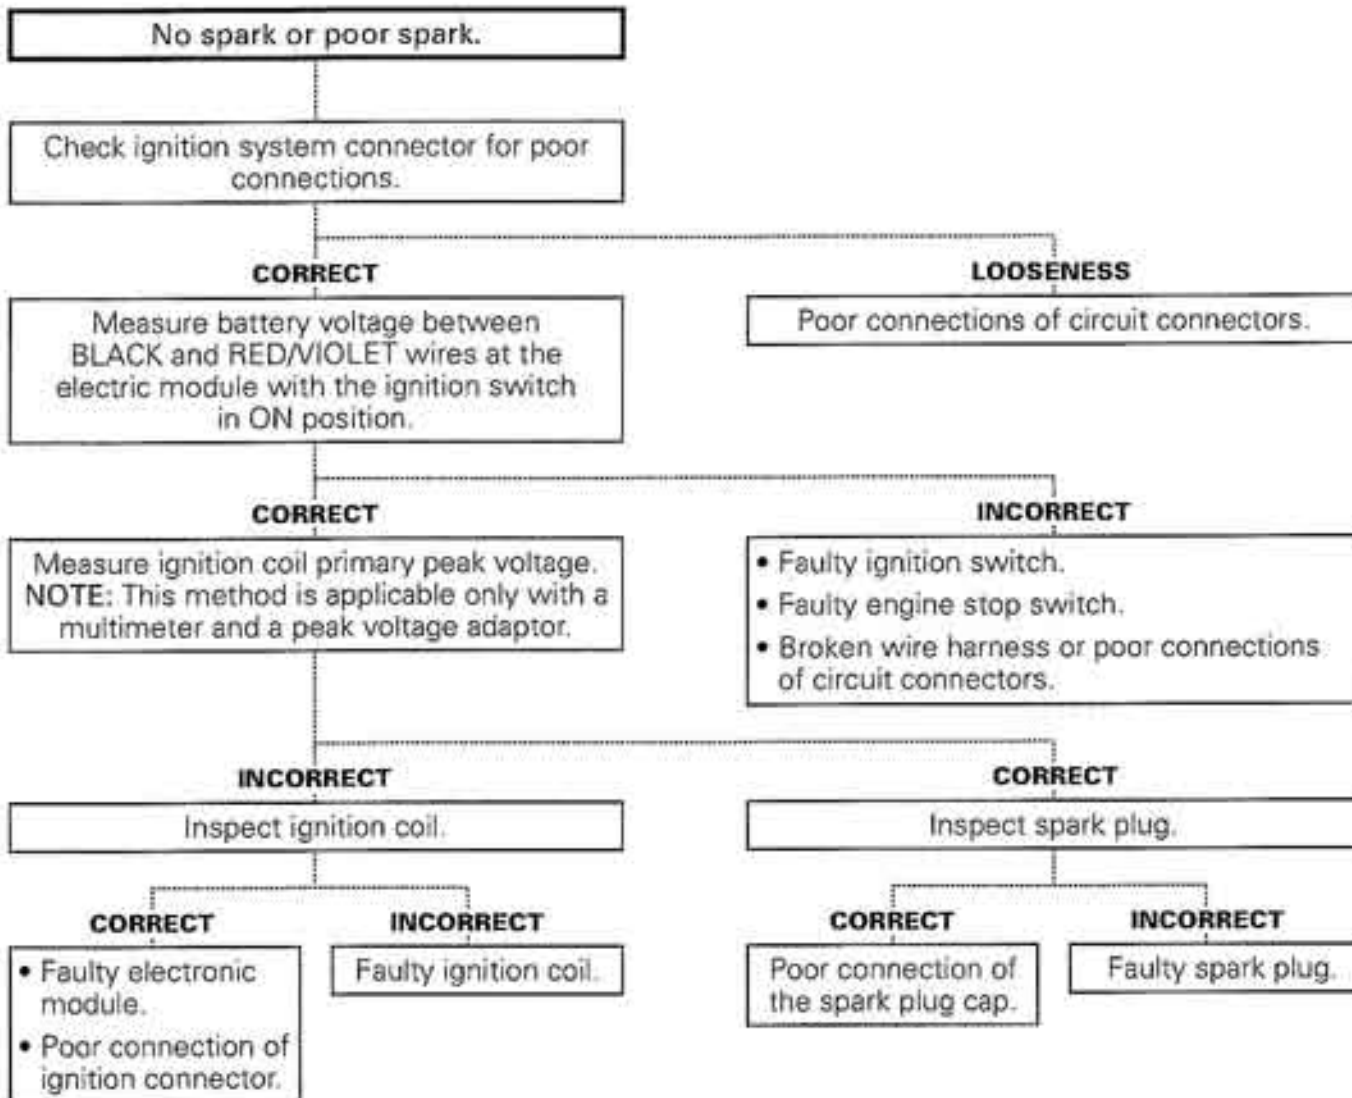 No spark or poor spark.
Check ignition system connector for poor
connections.
CORRECT
LOOSENESS
Measure battery voltage between
BLACK and RED/VIOLET wires at the
electric module with the ignition switch
in ON position.
Poor connections of circuit connectors.
CORRECT
INCORRECT
Measure ignition coil primary peak voltage.
NOTE: This method is applicable only with a
multimeter and a peak voltage adaptor.
• Faulty ignition switch.
• Faulty engine stop switch.
• Broken wire harness or poor connections
of circuit connectors.
INCORRECT
CORRECT
Inspect ignition coil.
Inspect spark plug.
CORRECT
INCORRECT
CORRECT
INCORRECT
• Faulty electronic
module.
• Poor connection of
ignition connector.
Faulty ignition coil.
Poor connection of
the spark plug cap.
Faulty spark plug.